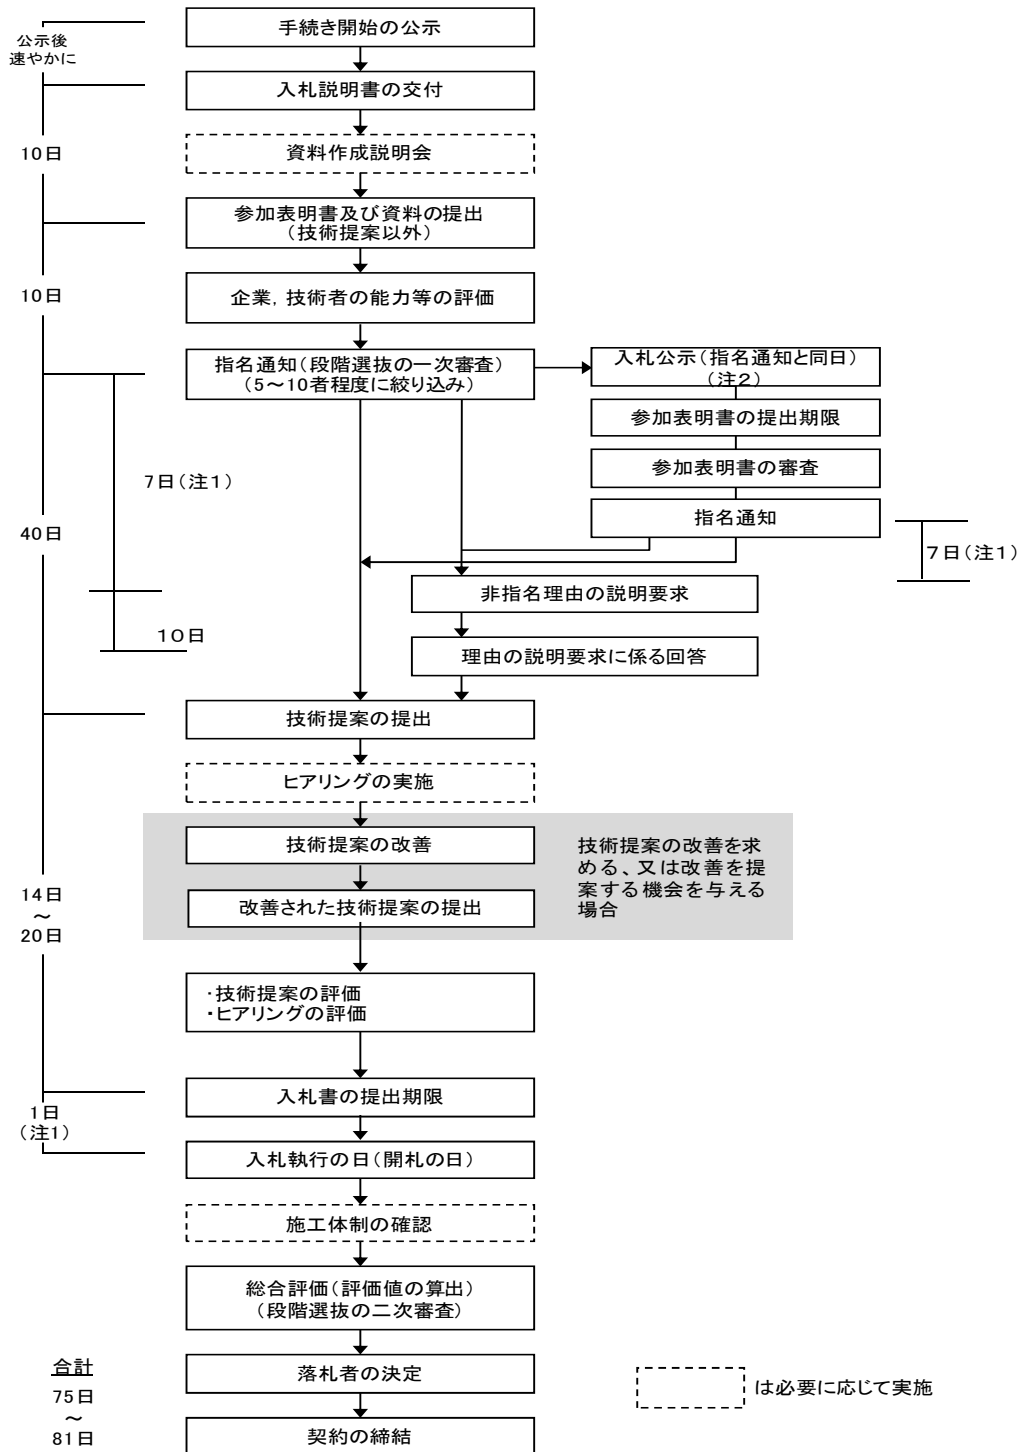 手続き開始の公示
公示後
速やかに
入札説明書の交付
10日
資料作成説明会
参加表明書及び資料の提出
（技術提案以外）
10日
企業，技術者の能力等の評価
指名通知（段階選抜の一次審査）
（5～10者程度に絞り込み）
入札公示（指名通知と同日）
（注２）
参加表明書の提出期限
参加表明書の審査
指名通知
7日（注１）
40日
7日（注１）
非指名理由の説明要求
１０日
理由の説明要求に係る回答
技術提案の提出
ヒアリングの実施
技術提案の改善
改善された技術提案の提出
技術提案の改善を求
める、又は改善を提
案する機会を与える
場合
14日
～
20日
・技術提案の評価
・ヒアリングの評価
入札書の提出期限
1日
（注1）
入札執行の日（開札の日）
施工体制の確認
総合評価（評価値の算出）
（段階選抜の二次審査）
落札者の決定
契約の締結
合計
75日
～
81日
は必要に応じて実施